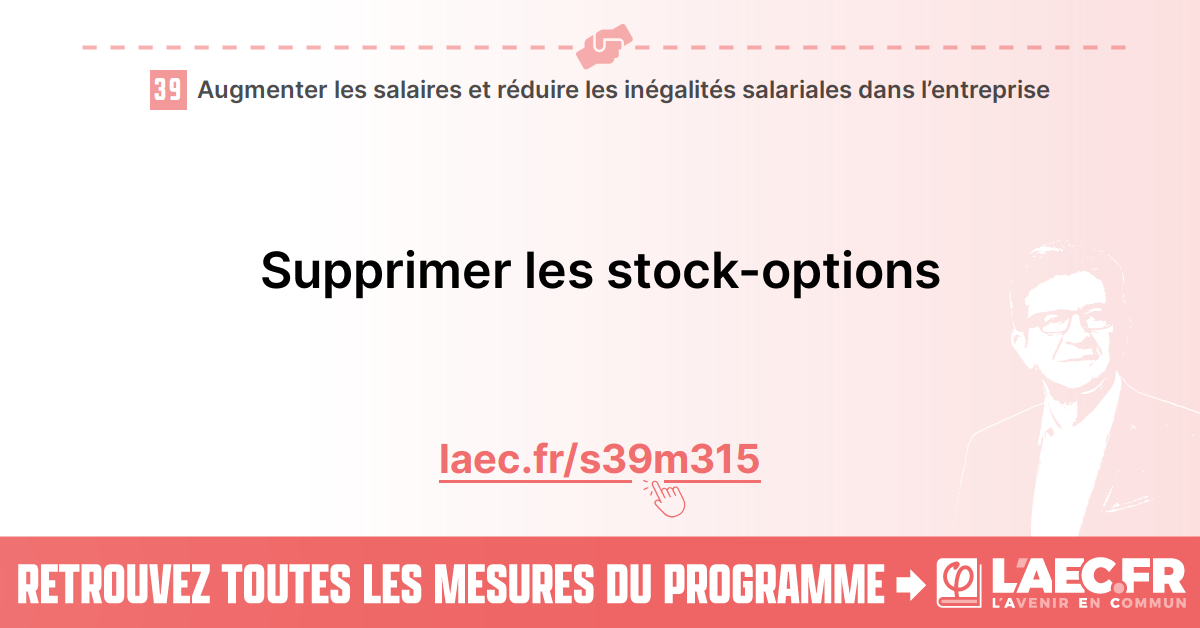 39 Augmenter les salaires et réduire les inégalités salariales dans l’entreprise
Supprimer les stock-options
laec.fr/s39m315
RETROUVEZ TOUTES LES MESURES DU PROGRAMME
φ L'AEC.FR
L'AVENIR EN COMMUN